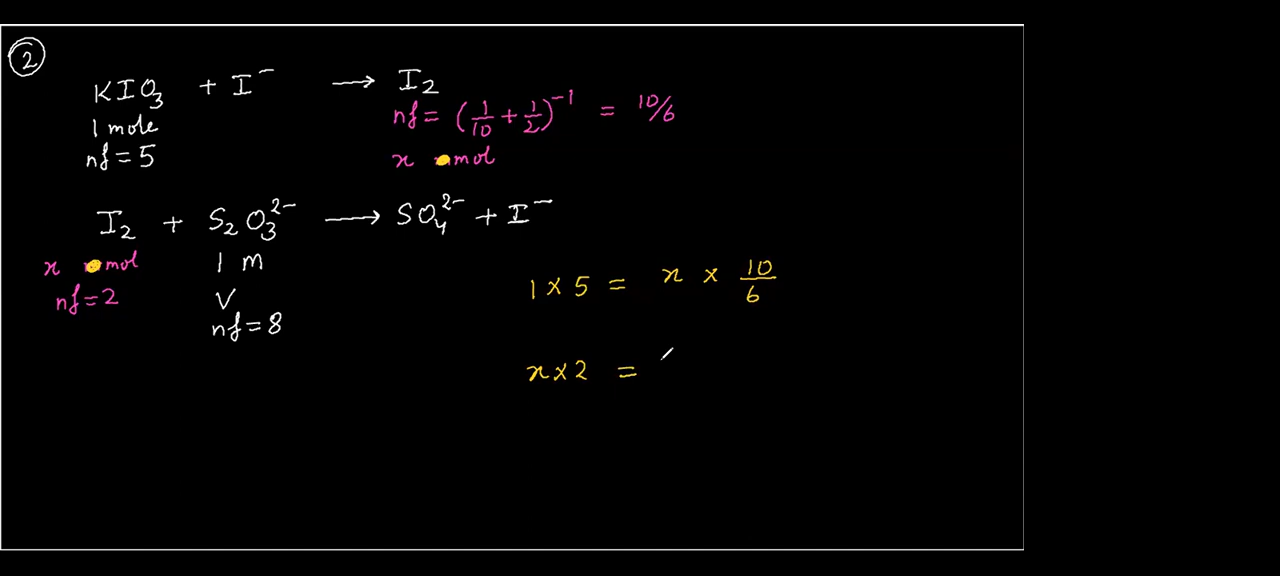 2
KIO₃ + I⁻ ⟶ I₂
1 mole
nf = 5
nf = (1/10 + 1/2)⁻¹ = 10/6
x mol
I₂ + S₂O₃²⁻ ⟶ SO₄²⁻ + I⁻
x mol
nf = 2
1 M
V
nf = 8
1 × 5 = x × 10/6
x × 2 =